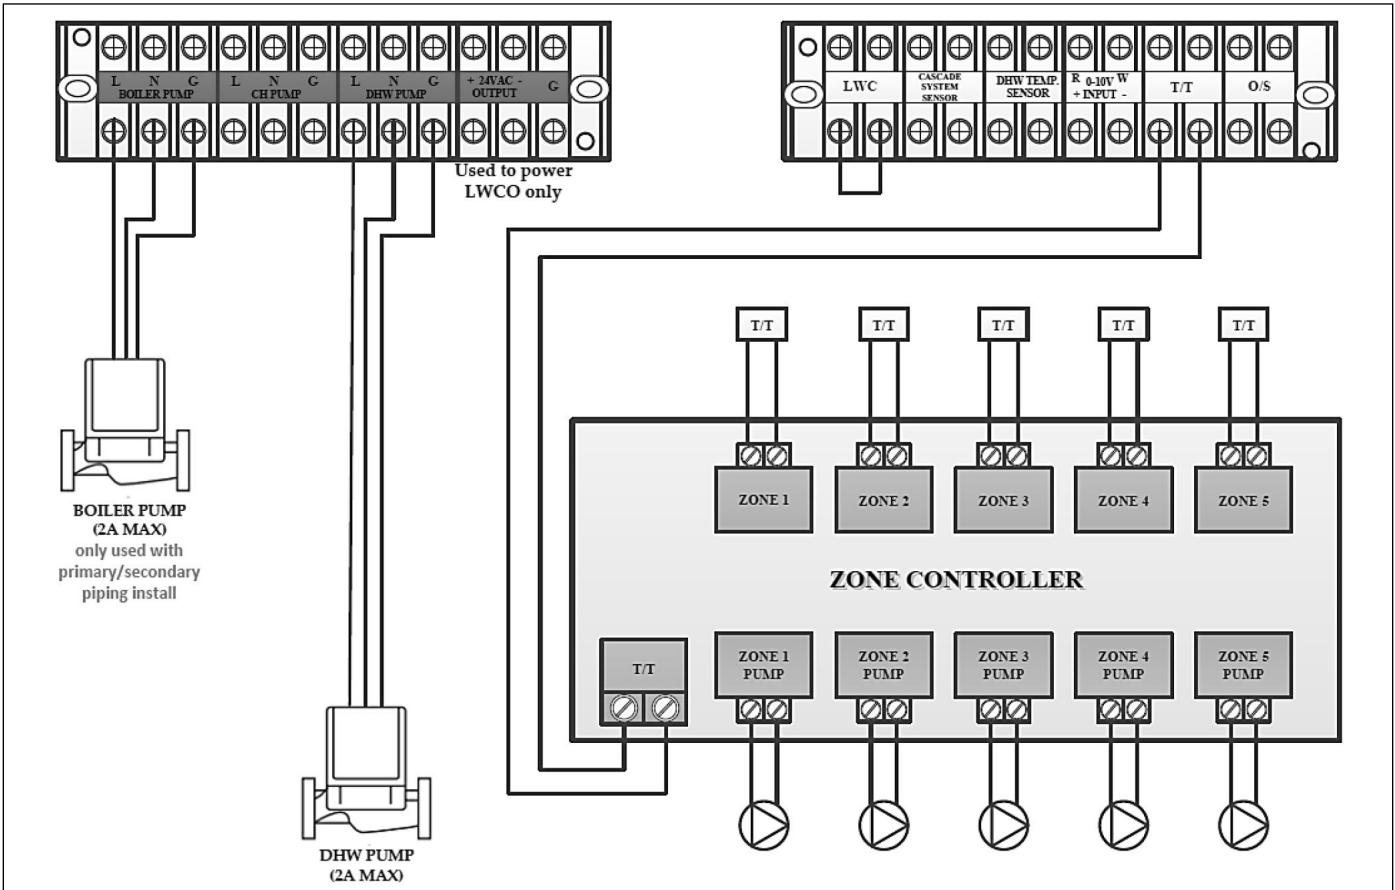 L N G L N G L N G + 24VAC - G
BOILER PUMP CH PUMP DHW PUMP OUTPUT
Used to power
LWCO only
LWC CASCADE SYSTEM SENSOR DHW TEMP. SENSOR R 0-10V W + INPUT - T/T O/S
T/T T/T T/T T/T T/T
ZONE 1 ZONE 2 ZONE 3 ZONE 4 ZONE 5
BOILER PUMP
(2A MAX)
only used with
primary/secondary
piping install
ZONE CONTROLLER
T/T
ZONE 1 ZONE 2 ZONE 3 ZONE 4 ZONE 5
PUMP PUMP PUMP PUMP PUMP
DHW PUMP
(2A MAX)